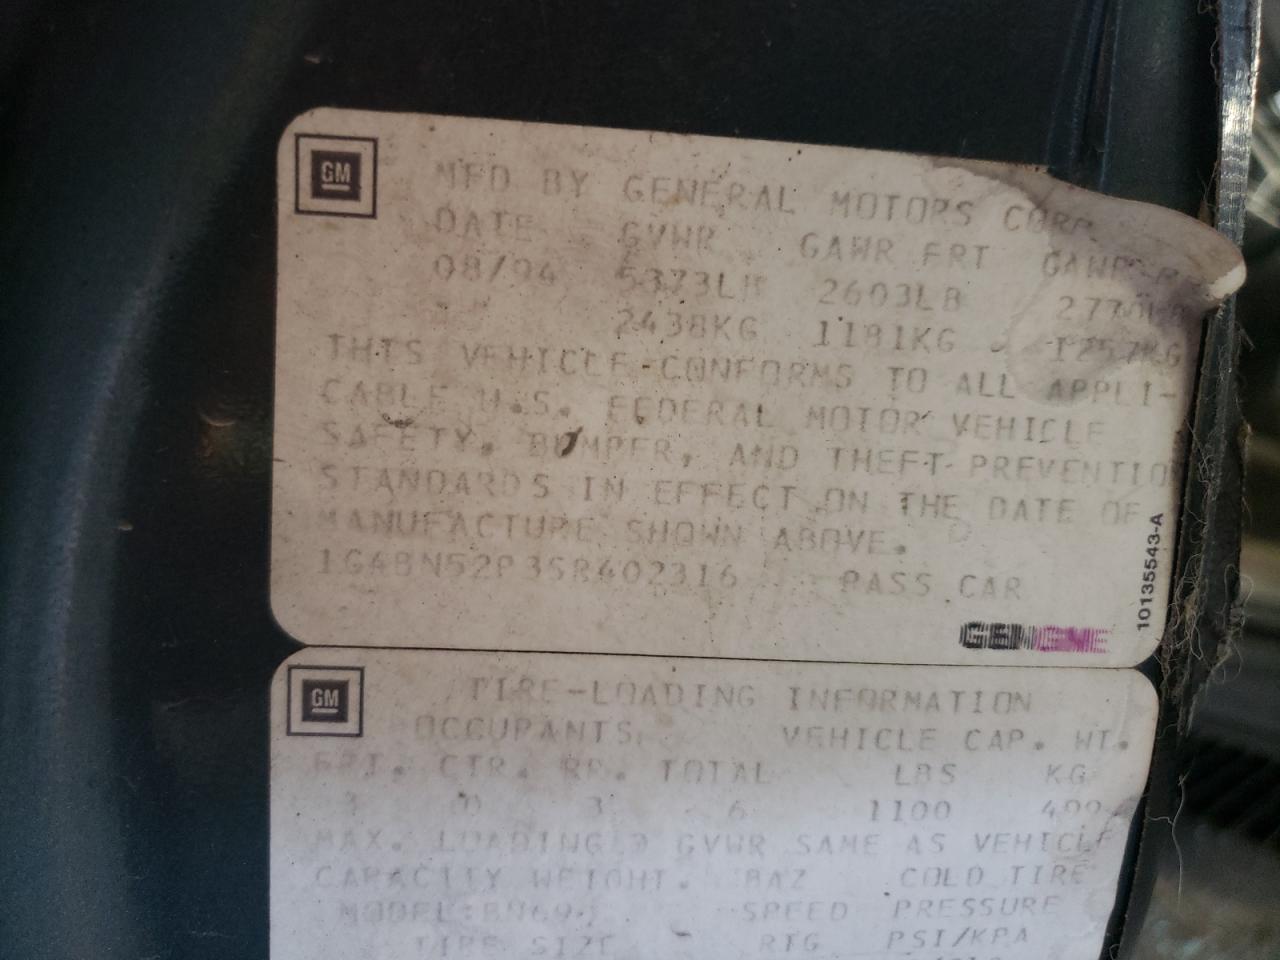 GM
MFD BY GENERAL MOTORS CORP.
DATE GVWR GAWR FRT GAWR
08/94 5373LB 2603LB
2438KG 1181KG 1257KG
THIS VEHICLE CONFORMS TO ALL APPLI-
CABLE U.S. FEDERAL MOTOR VEHICLE
SAFETY, BUMPER, AND THEFT PREVENTION
STANDARDS IN EFFECT ON THE DATE OF
MANUFACTURE SHOWN ABOVE.
PASS CAR
10135543-A
GM
TIRE-LOADING INFORMATION
OCCUPANTS VEHICLE CAP. WT.
FRT. CTR. RR. TOTAL LBS KG
3 0 3 6 1100 499
MAX. LOADING @ GVWR SAME AS VEHICLE
CAPACITY WEIGHT. COLD TIRE
SPEED PRESSURE
TIRE SIZE RTG PSI/KPA